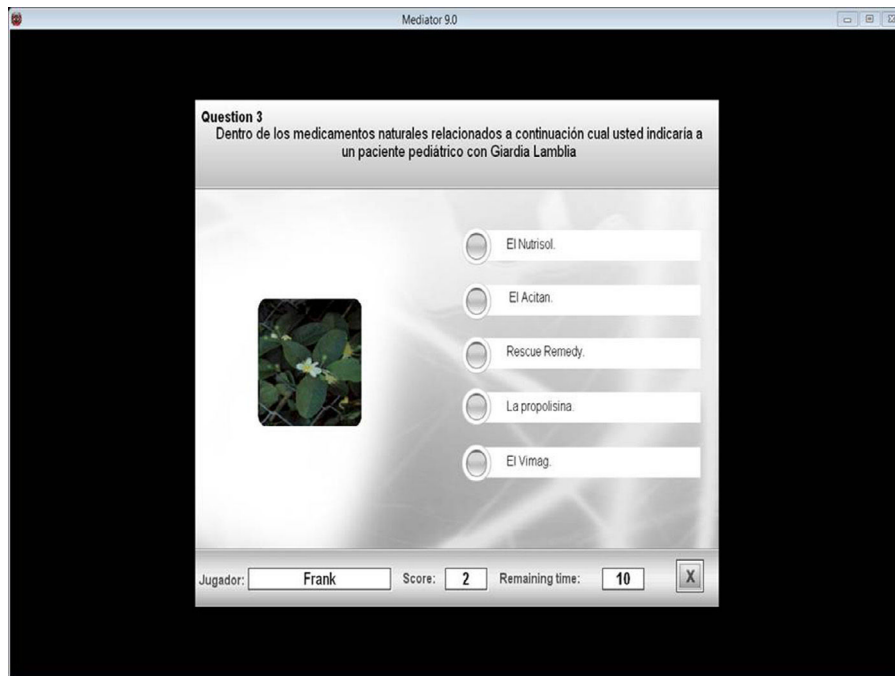 Mediator 9.0
Question 3
Dentro de los medicamentos naturales relacionados a continuación cual usted indicaría a
un paciente pediátrico con Giardia Lamblia
El Nutrisol.
El Acitan.
Rescue Remedy.
La propolisina.
El Vimag.
Jugador: Frank Score: 2 Remaining time: 10 X